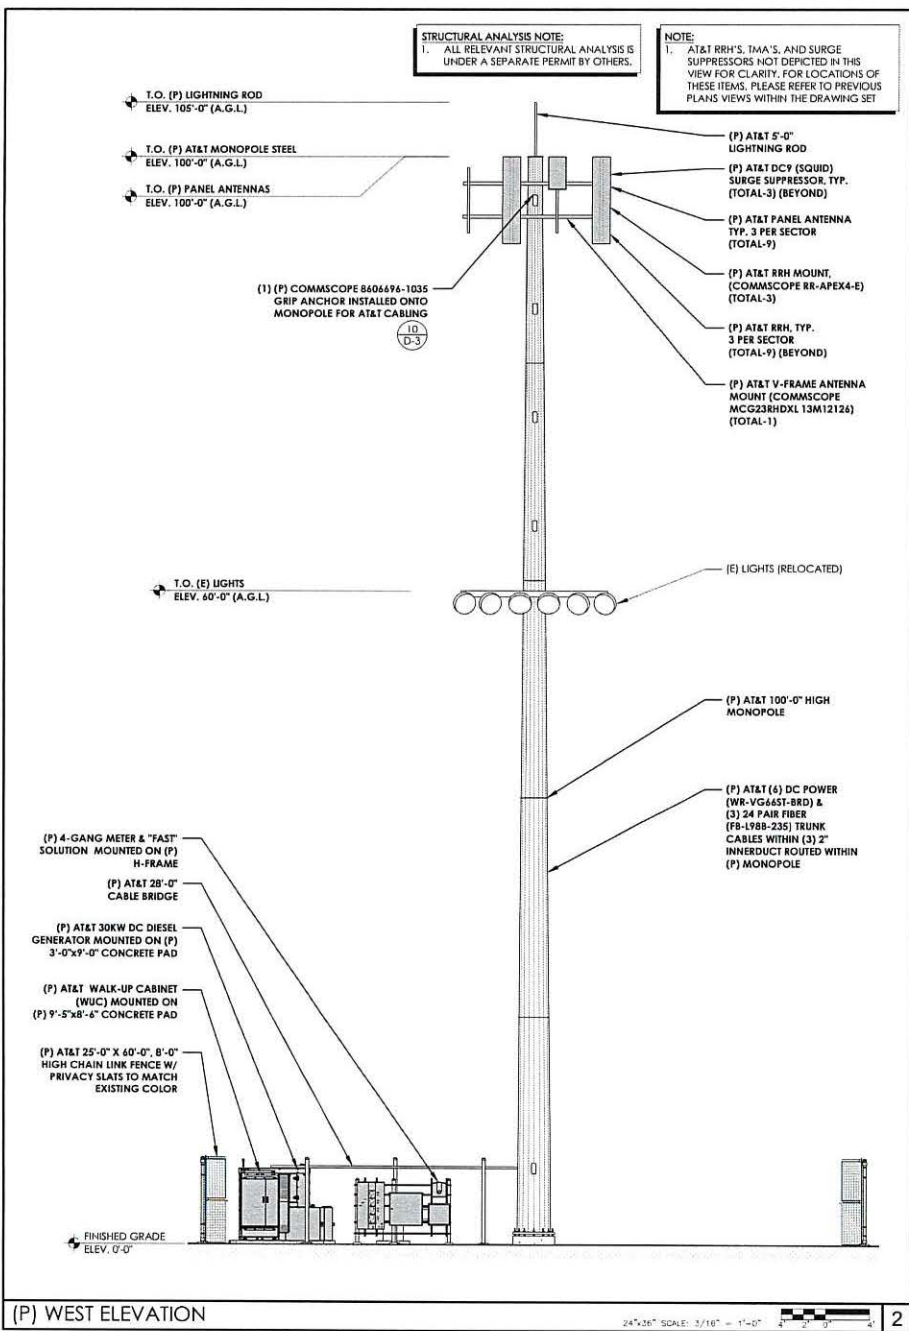 STRUCTURAL ANALYSIS NOTE:
1. ALL RELEVANT STRUCTURAL ANALYSIS IS
UNDER A SEPARATE PERMIT BY OTHERS.
NOTE:
1. AT&T RRH'S, TMA'S, AND SURGE
SUPPRESSORS NOT DEPICTED IN THIS
VIEW FOR CLARITY. FOR LOCATIONS OF
THESE ITEMS, PLEASE REFER TO PREVIOUS
PLANS VIEWS WITHIN THE DRAWING SET
T.O. (P) LIGHTNING ROD
ELEV. 105'-0" (A.G.L.)
T.O. (P) AT&T MONOPOLE STEEL
ELEV. 100'-0" (A.G.L.)
T.O. (P) PANEL ANTENNAS
ELEV. 100'-0" (A.G.L.)
(P) AT&T 5'-0"
LIGHTNING ROD
(P) AT&T DC9 (SQUID)
SURGE SUPPRESSOR, TYP.
(TOTAL-3) (BEYOND)
(P) AT&T PANEL ANTENNA
TYP. 3 PER SECTOR
(TOTAL-9)
(P) AT&T RRH MOUNT,
(COMMSCOPE RR-APEX4-E)
(TOTAL-3)
(P) AT&T RRH, TYP.
3 PER SECTOR
(TOTAL-9) (BEYOND)
(P) AT&T V-FRAME ANTENNA
MOUNT (COMMSCOPE
MCG23RHDXL 13M12126)
(TOTAL-1)
(1) (P) COMMSCOPE 8606696-1035
GRIP ANCHOR INSTALLED ONTO
MONOPOLE FOR AT&T CABLING
10
D-3
T.O. (E) LIGHTS
ELEV. 60'-0" (A.G.L.)
(E) LIGHTS (RELOCATED)
(P) AT&T 100'-0" HIGH
MONOPOLE
(P) AT&T (6) DC POWER
(WR-VG66ST-BRD) &
(3) 24 PAIR FIBER
(FB-L98B-235) TRUNK
CABLES WITHIN (3) 2"
INNERDUCT ROUTED WITHIN
(P) MONOPOLE
(P) 4-GANG METER & "FAST"
SOLUTION MOUNTED ON (P)
H-FRAME
(P) AT&T 28'-0"
CABLE BRIDGE
(P) AT&T 30KW DC DIESEL
GENERATOR MOUNTED ON (P)
3'-0"x9'-0" CONCRETE PAD
(P) AT&T WALK-UP CABINET
(WUC) MOUNTED ON
(P) 9'-5"x8'-6" CONCRETE PAD
(P) AT&T 25'-0" X 60'-0", 8'-0"
HIGH CHAIN LINK FENCE W/
PRIVACY SLATS TO MATCH
EXISTING COLOR
FINISHED GRADE
ELEV. 0'-0"
(P) WEST ELEVATION
24"x36" SCALE: 3/16" = 1'-0"
4' 2' 0' 4'
2